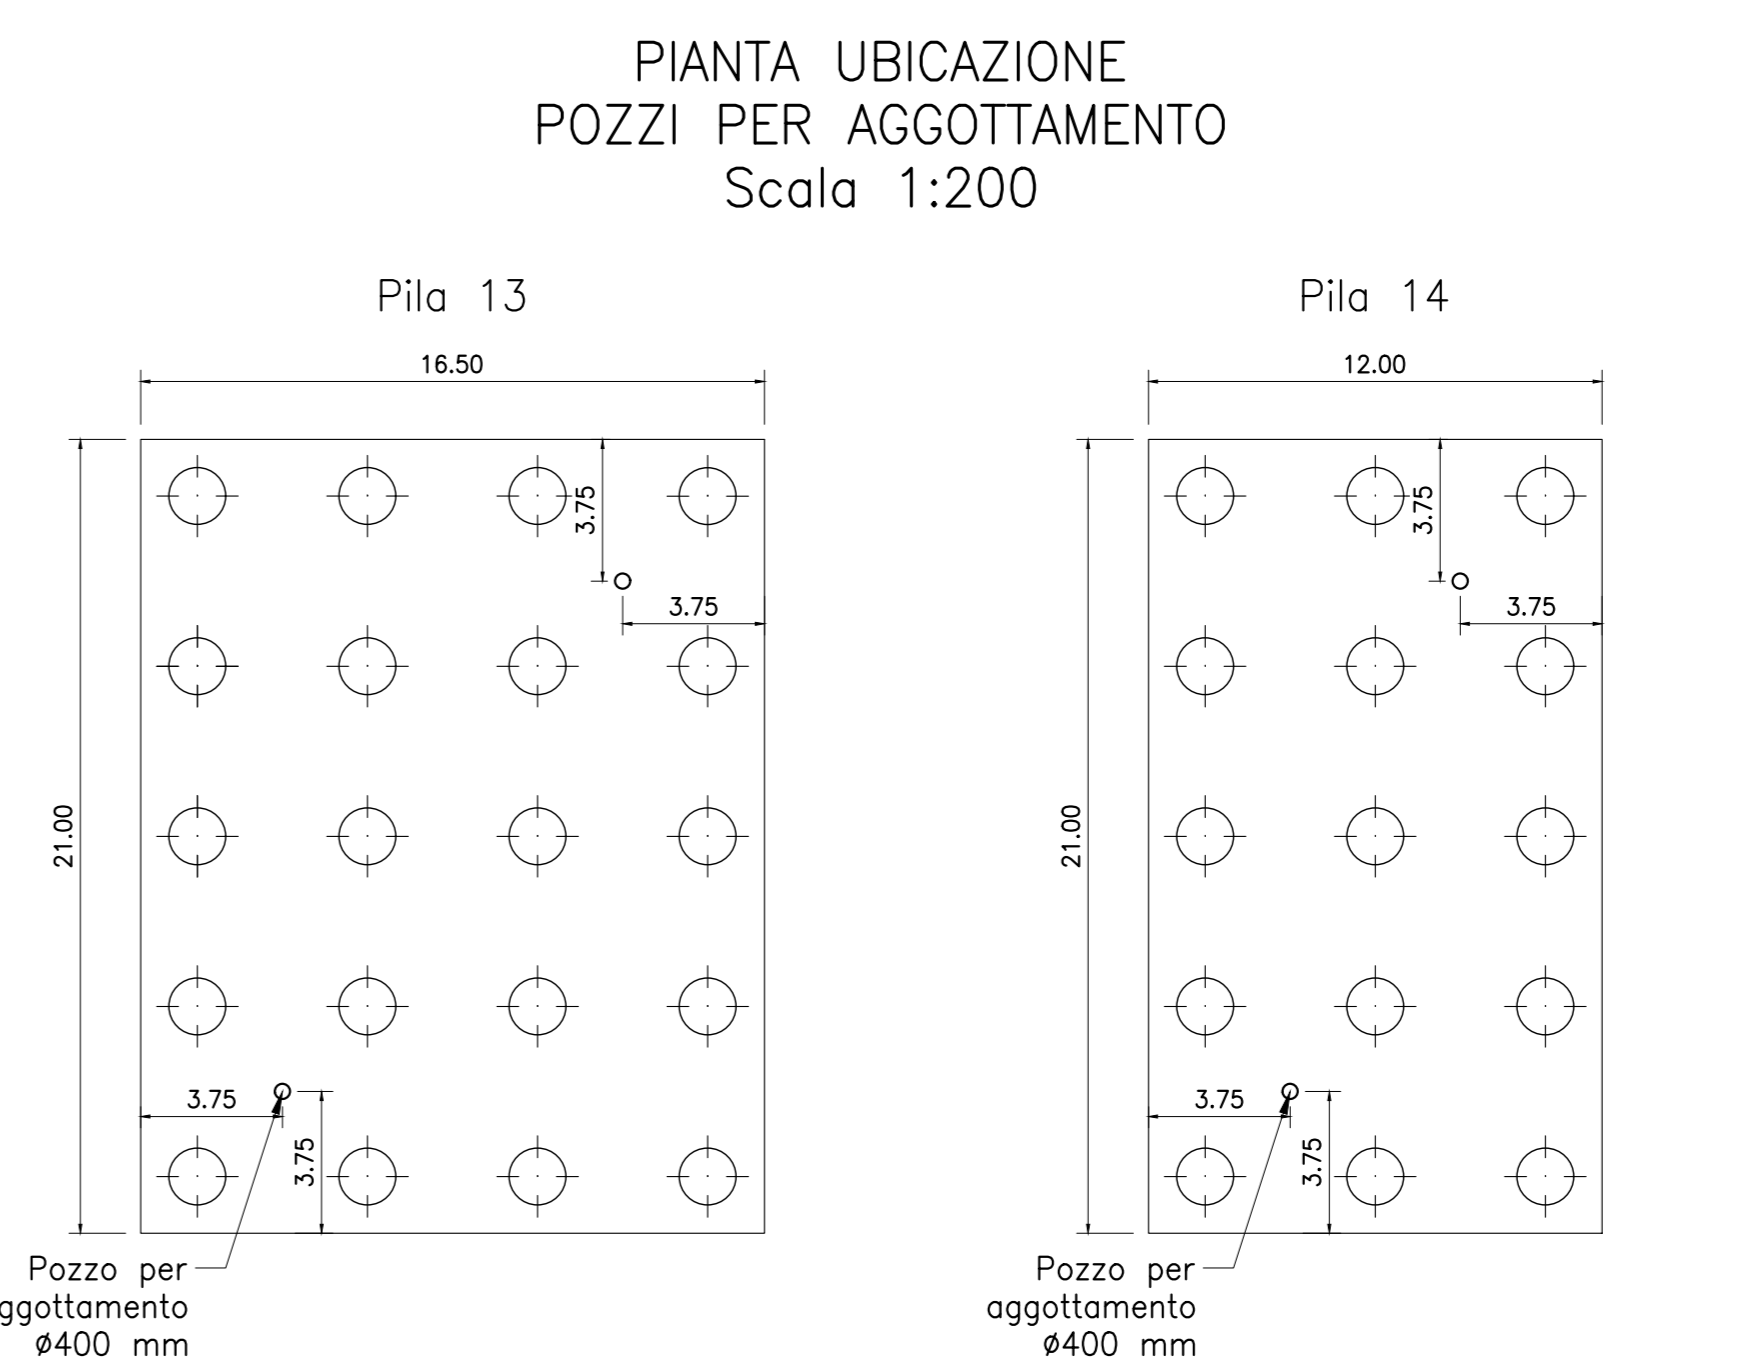 PIANTA UBICAZIONE
POZZI PER AGGOTTAMENTO
Scala 1:200
Pila 13
16.50
3.75
3.75
21.00
3.75
3.75
Pozzo per
ggottamento
ø400 mm
Pila 14
12.00
3.75
3.75
21.00
3.75
3.75
Pozzo per
aggottamento
ø400 mm